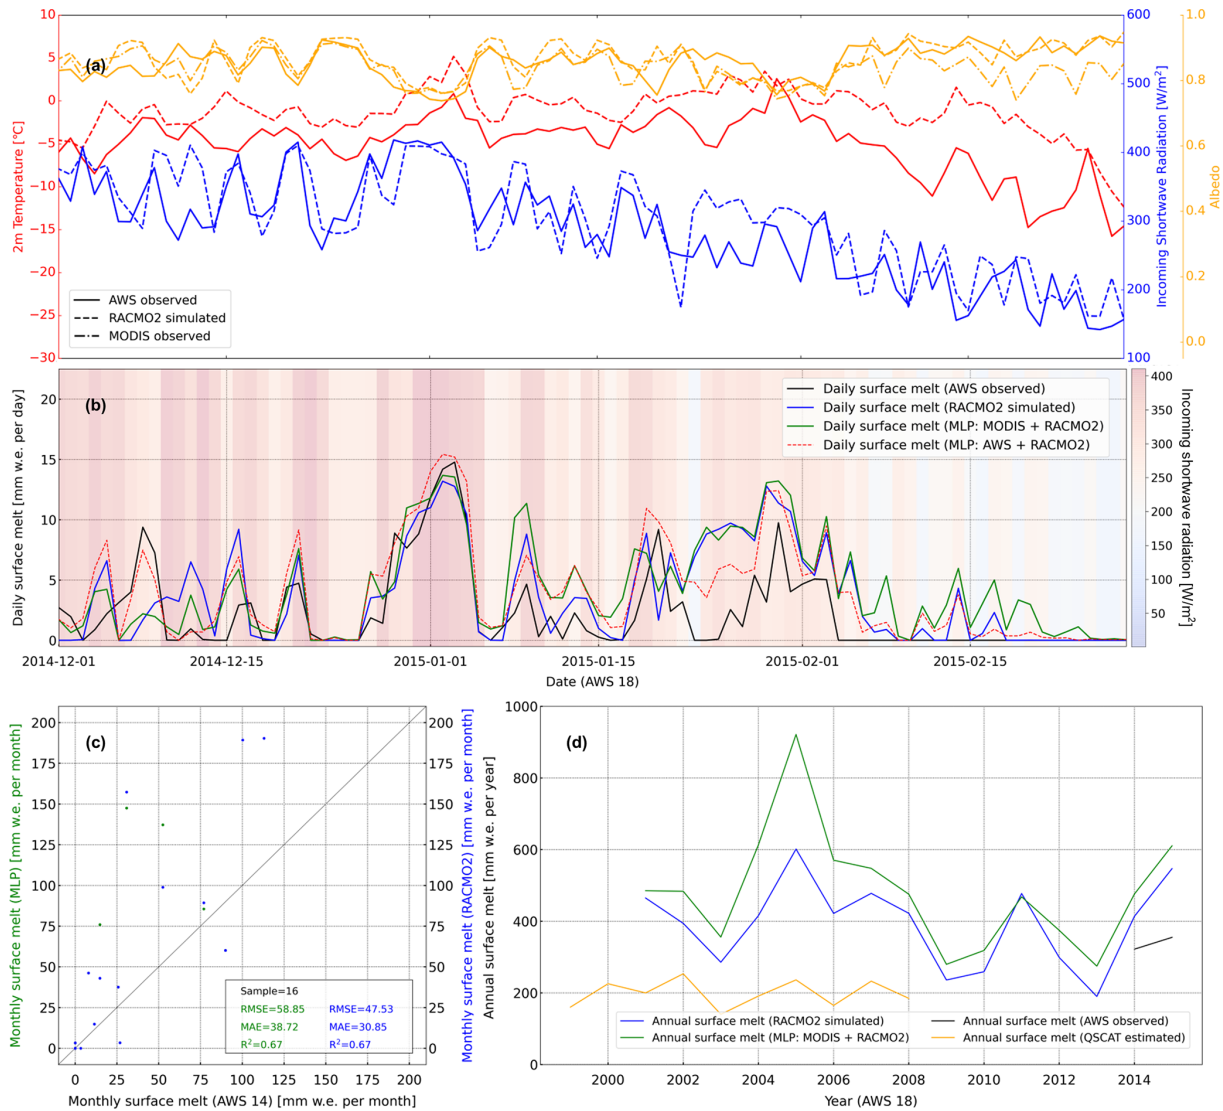 (a)
2m Temperature [℃]
10
5
0
−5
−10
−15
−20
−25
−30
600
500
400
300
200
100
Incoming Shortwave Radiation [W/m²]
1.0
0.8
0.6
0.4
0.2
0.0
Albedo
AWS observed
RACMO2 simulated
MODIS observed
(b)
Daily surface melt [mm w.e. per day]
20
15
10
5
0
Daily surface melt (AWS observed)
Daily surface melt (RACMO2 simulated)
Daily surface melt (MLP: MODIS + RACMO2)
Daily surface melt (MLP: AWS + RACMO2)
2014-12-01
2014-12-15
2015-01-01
2015-01-15
2015-02-01
2015-02-15
Date (AWS 18)
400
350
300
250
200
150
100
50
Incoming shortwave radiation [W/m²]
(c)
Monthly surface melt (MLP) [mm w.e. per month]
200
175
150
125
100
75
50
25
0
200
175
150
125
100
75
50
25
0
Monthly surface melt (RACMO2) [mm w.e. per month]
Sample=16
RMSE=58.85 RMSE=47.53
MAE=38.72 MAE=30.85
R²=0.67 R²=0.67
0 25 50 75 100 125 150 175 200
Monthly surface melt (AWS 14) [mm w.e. per month]
(d)
Annual surface melt [mm w.e. per year]
1000
800
600
400
200
0
Annual surface melt (RACMO2 simulated)
Annual surface melt (MLP: MODIS + RACMO2)
Annual surface melt (AWS observed)
Annual surface melt (QSCAT estimated)
2000 2002 2004 2006 2008 2010 2012 2014
Year (AWS 18)